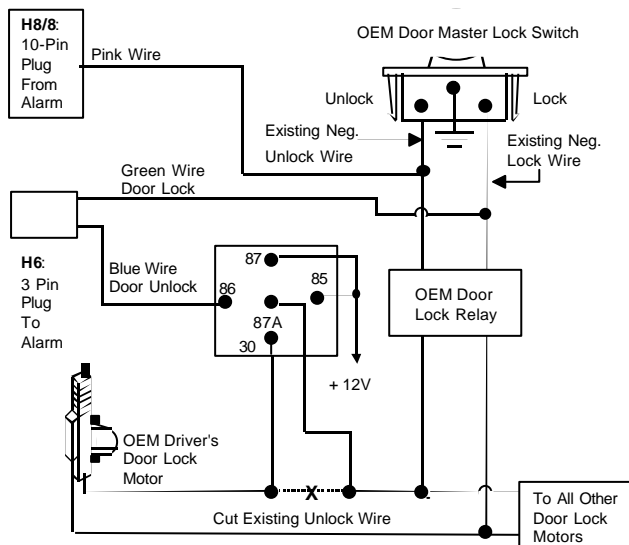 H8/8:
10-Pin
Plug
From
Alarm
Pink Wire
OEM Door Master Lock Switch
Unlock
Lock
Existing Neg.
Unlock Wire
Existing Neg.
Lock Wire
Green Wire
Door Lock
H6:
3 Pin
Plug
To
Alarm
Blue Wire
Door Unlock
87
86
85
87A
30
+ 12V
OEM Door
Lock Relay
OEM Driver's
Door Lock
Motor
X
Cut Existing Unlock Wire
To All Other
Door Lock
Motors